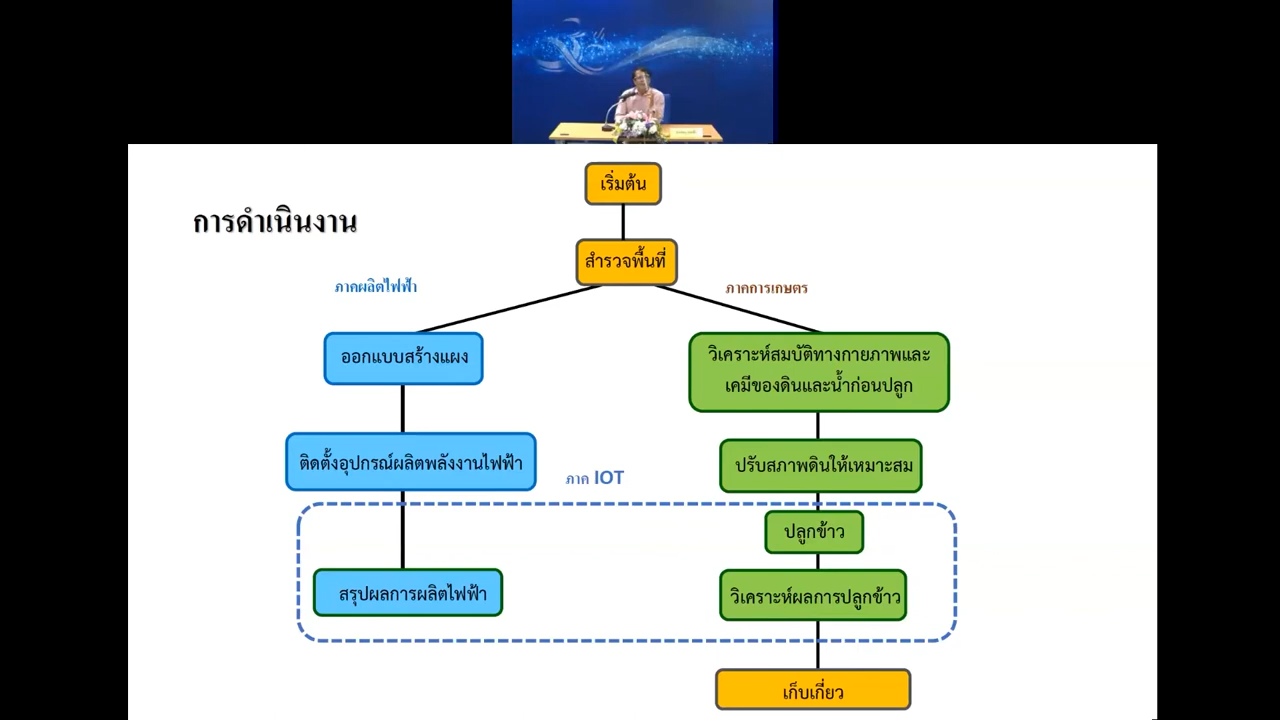 เริ่มต้น
การดำเนินงาน
สำรวจพื้นที่
ภาคผลิตไฟฟ้า
ภาคการเกษตร
ออกแบบสร้างแผง
วิเคราะห์สมบัติทางกายภาพและ
เคมีของดินและน้ำก่อนปลูก
ติดตั้งอุปกรณ์ผลิตพลังงานไฟฟ้า
ปรับสภาพดินให้เหมาะสม
ภาค IOT
ปลูกข้าว
สรุปผลการผลิตไฟฟ้า
วิเคราะห์ผลการปลูกข้าว
เก็บเกี่ยว